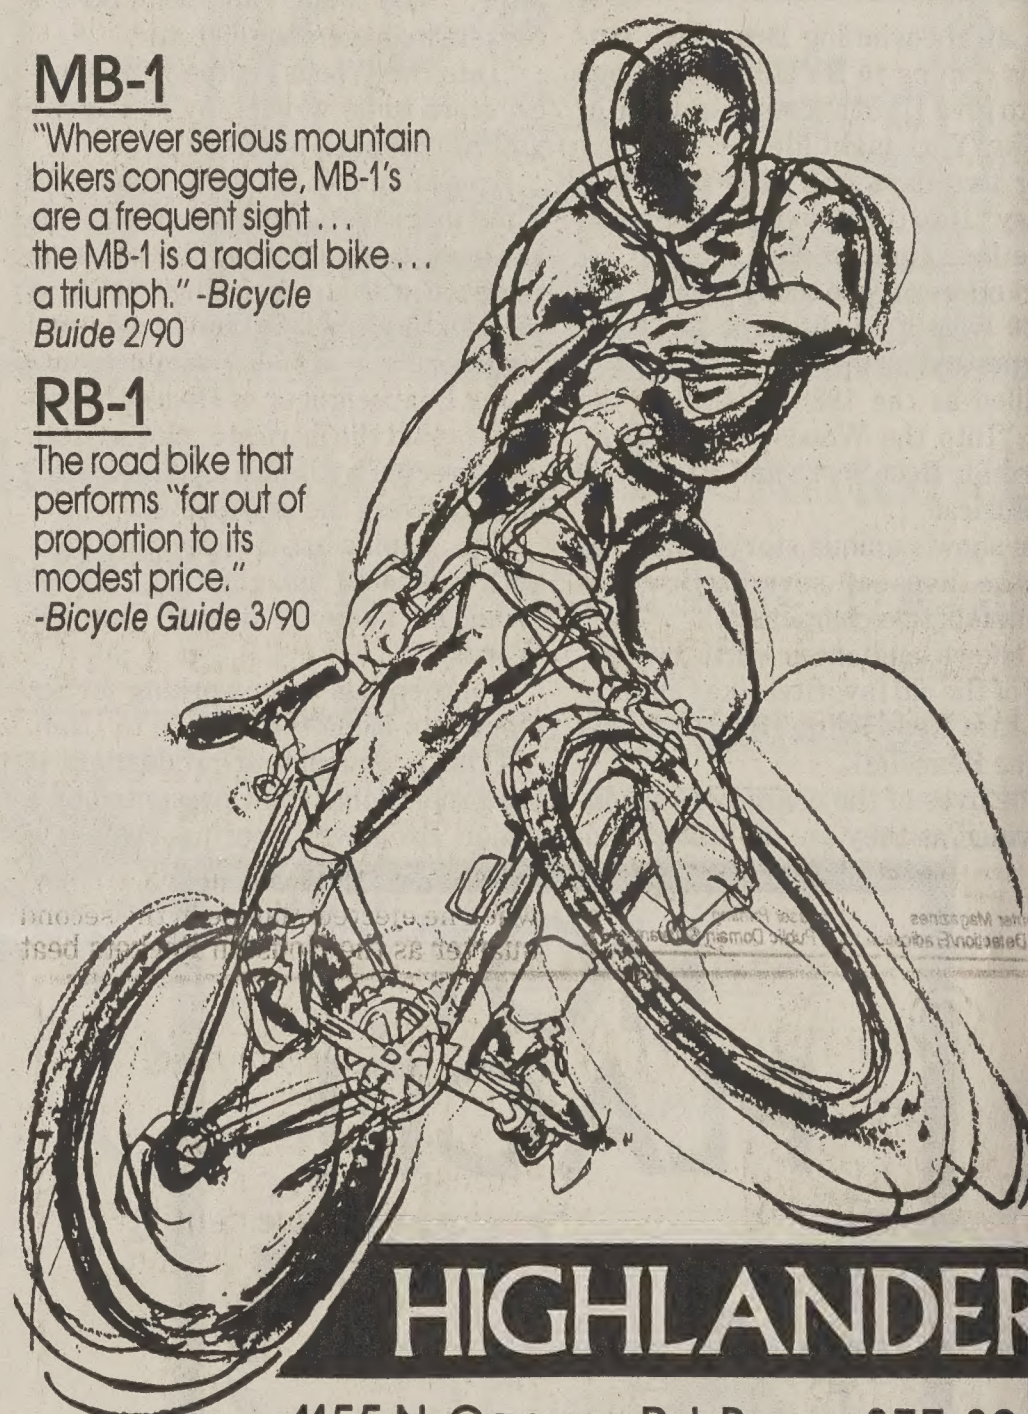 MB-1
"Wherever serious mountain
bikers congregate, MB-1's
are a frequent sight...
the MB-1 is a radical bike...
a triumph." -Bicycle
Buide 2/90
RB-1
The road bike that
performs "far out of
proportion to its
modest price."
-Bicycle Guide 3/90
HIGHLANDER